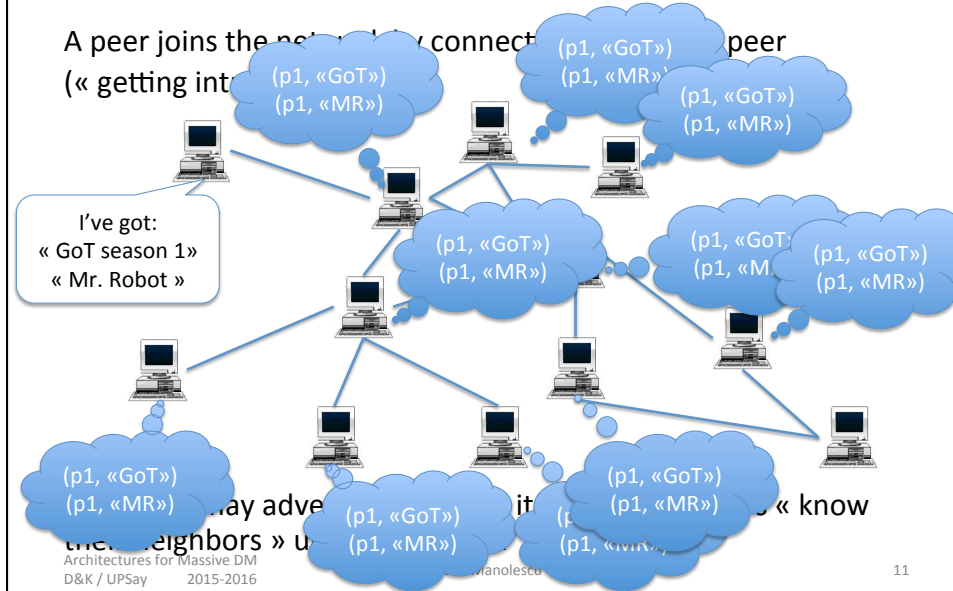 A peer joins the network by connect peer
(« getting int
(p1, «GoT»)
(p1, «MR»)
(p1, «GoT»)
(p1, «MR»)
(p1, «GoT»)
(p1, «MR»)
I've got:
« GoT season 1»
« Mr. Robot »
(p1, «GoT»)
(p1, «MR»)
(p1, «GoT»)
(p1, «M
(p1, «GoT»)
(p1, «MR»)
(p1, «GoT»)
(p1, «MR»)
(p1, «GoT»)
(p1, «MR»)
(p1, «MR»)
(p1, «GoT»)
(p1, «MR»)
may adve it « know
their neighbors » u
Architectures for Massive DM
D&K / UPSay 2015-2016
Manolescu
11